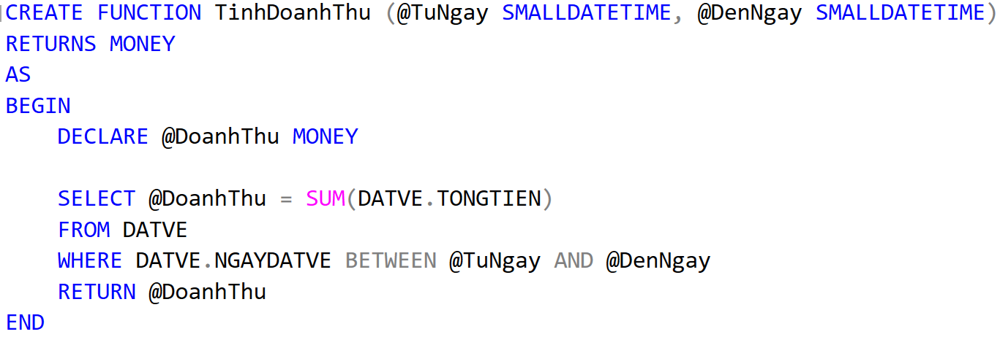 CREATE FUNCTION TinhDoanhThu (@TuNgay SMALLDATETIME, @DenNgay SMALLDATETIME)
RETURNS MONEY
AS
BEGIN
    DECLARE @DoanhThu MONEY

    SELECT @DoanhThu = SUM(DATVE.TONGTIEN)
    FROM DATVE
    WHERE DATVE.NGAYDATVE BETWEEN @TuNgay AND @DenNgay
    RETURN @DoanhThu
END